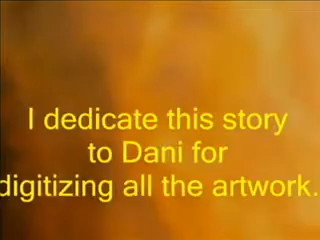 I dedicate this story
to Dani for
digitizing all the artwork.